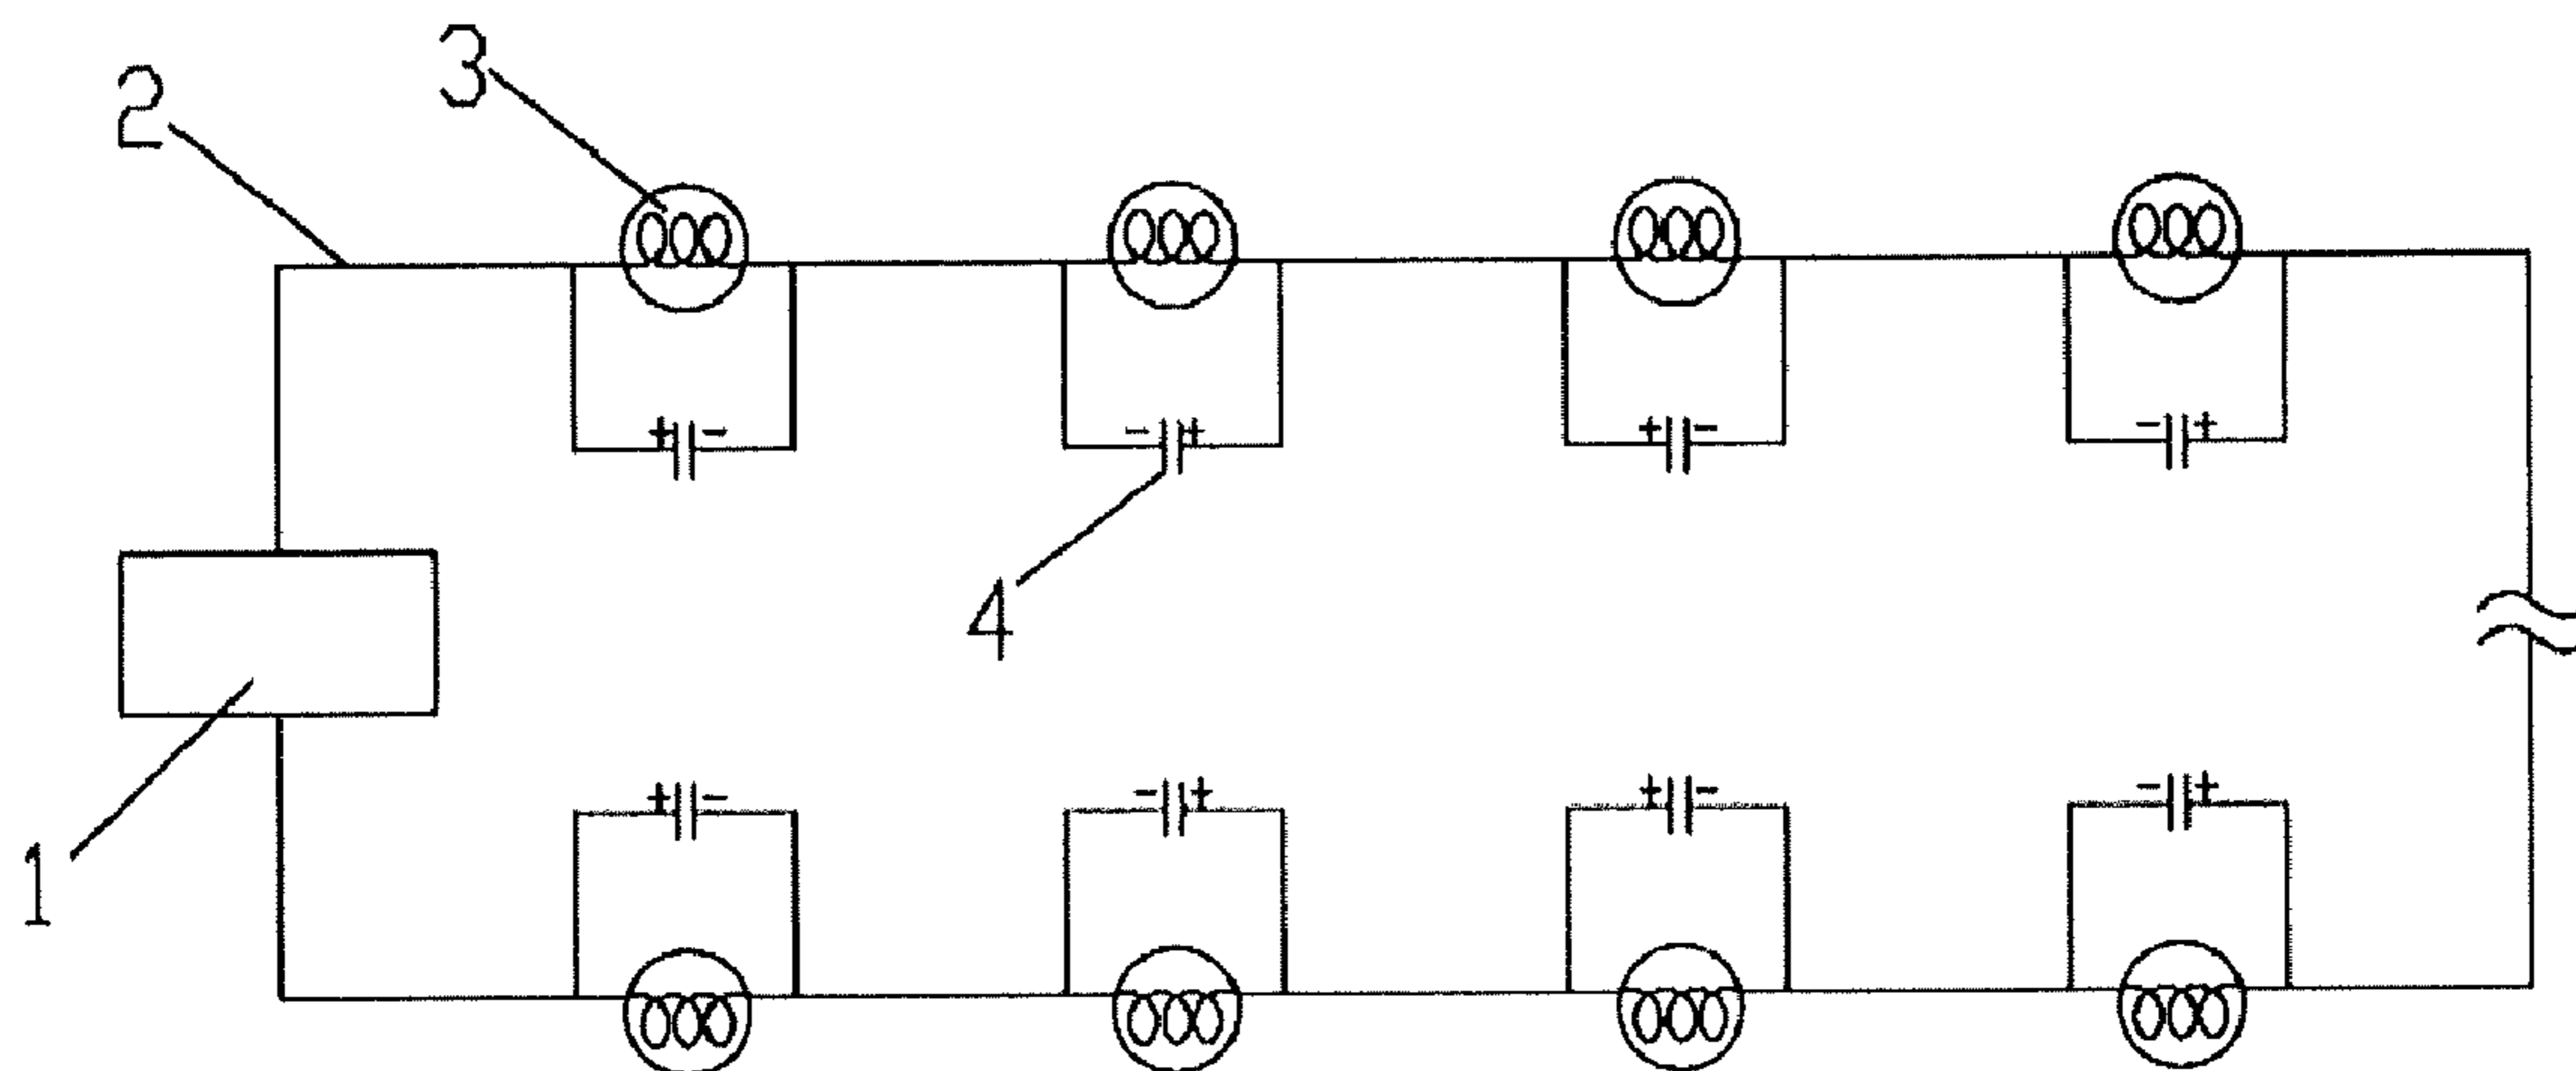 3
2
+ - - + + - - +
4
+ - - + + - - +
1